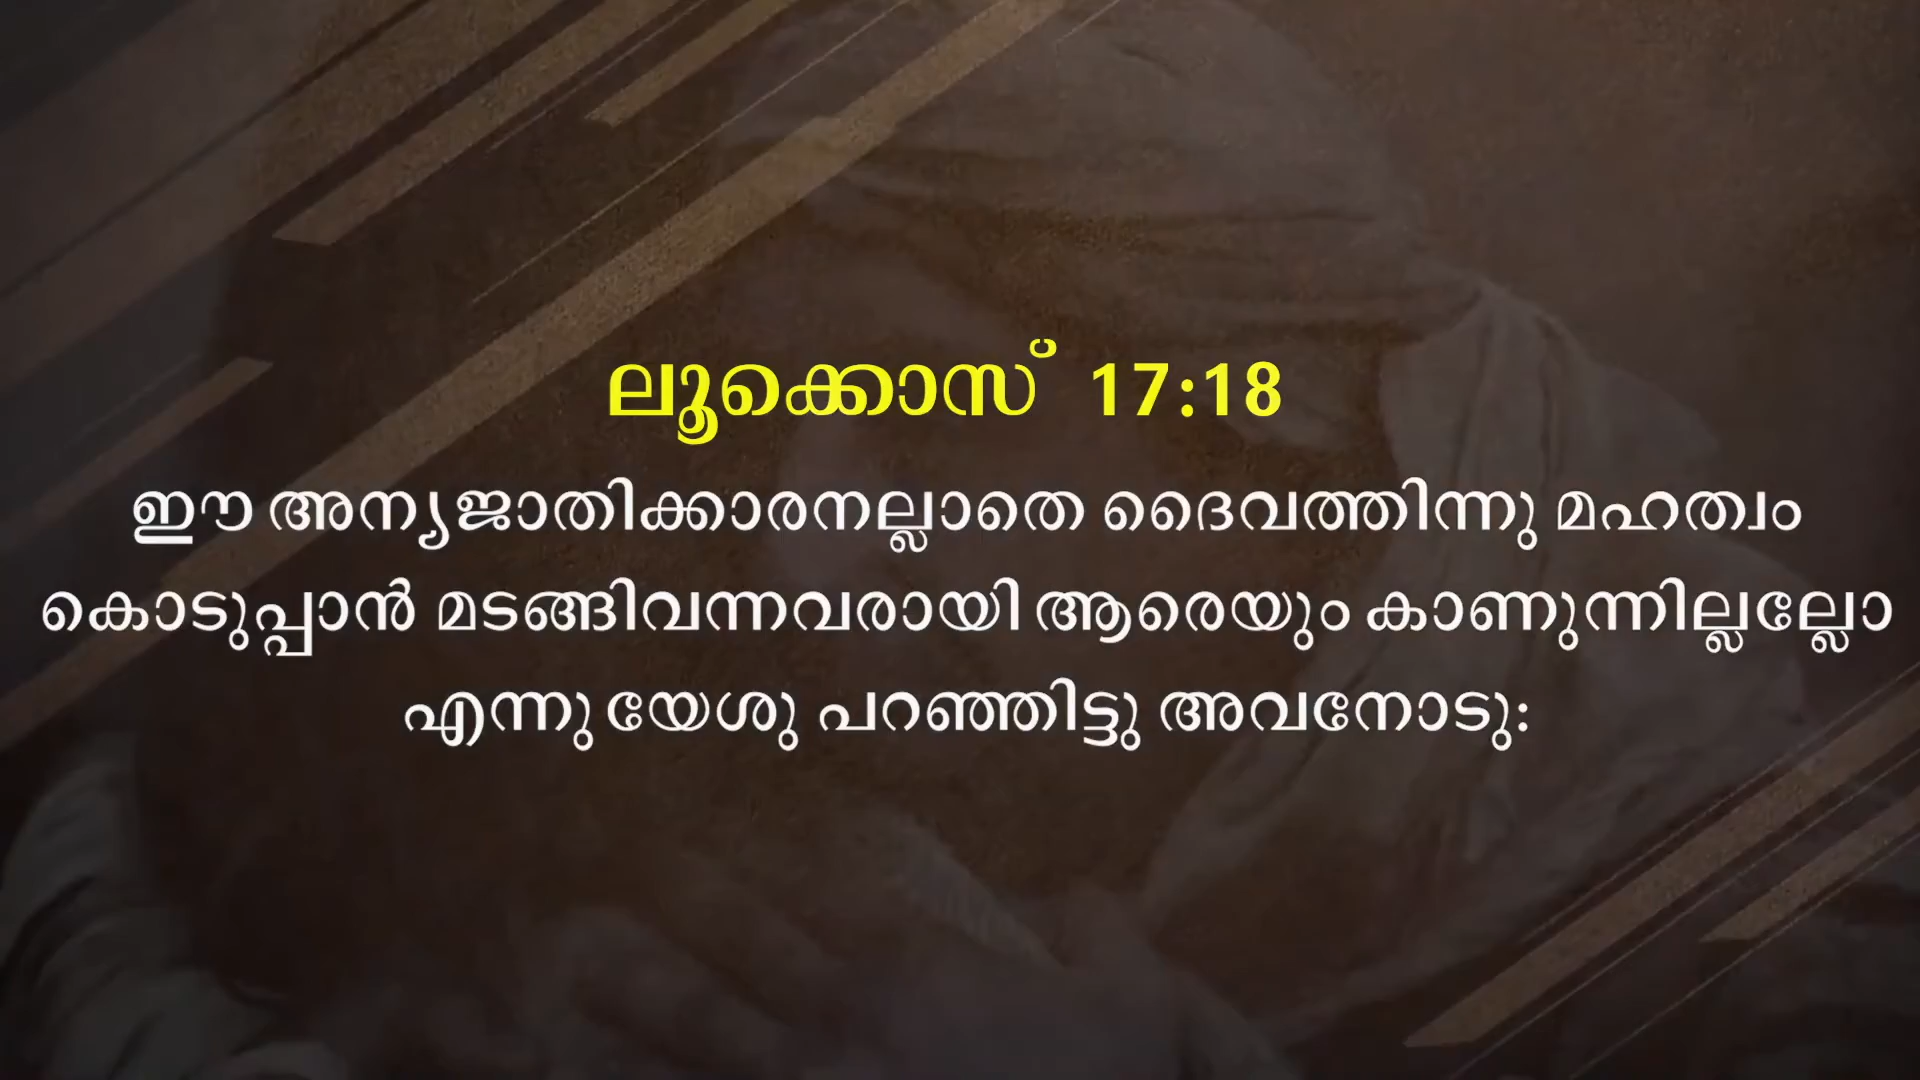 ലൂക്കൊസ് 17:18
ഈ അന്യജാതിക്കാരനല്ലാതെ ദൈവത്തിന്നു മഹത്വം
കൊടുപ്പാൻ മടങ്ങിവന്നവരായി ആരെയും കാണുന്നില്ലല്ലോ
എന്നു യേശു പറഞ്ഞിട്ടു അവനോടു: